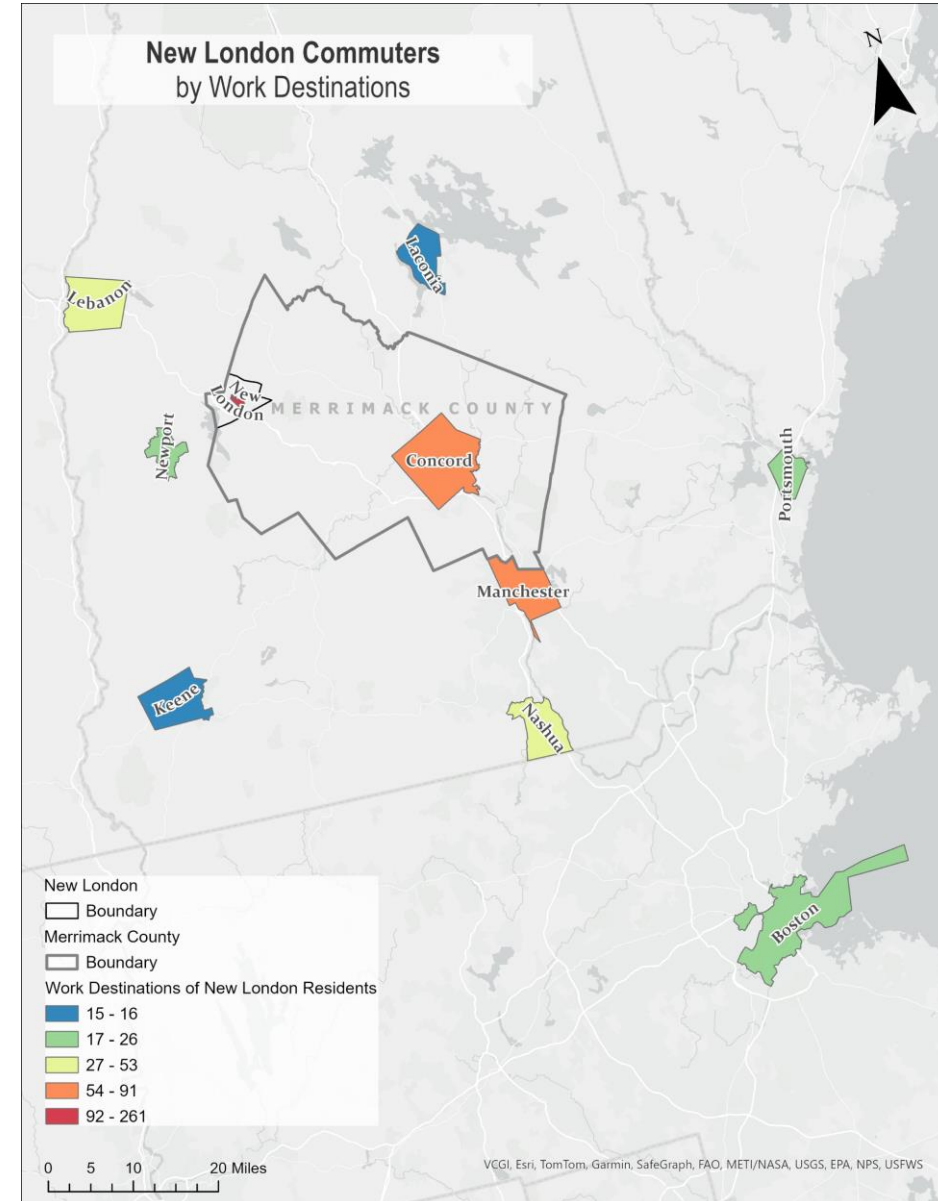 New London Commuters
by Work Destinations
N
Laconia
Lebanon
New
London
MERRIMACK COUNTY
Newport
Concord
Portsmouth
Manchester
Keene
Nashua
Boston
New London
Boundary
Merrimack County
Boundary
Work Destinations of New London Residents
15 - 16
17 - 26
27 - 53
54 - 91
92 - 261
0 5 10 20 Miles
VCGI, Esri, TomTom, Garmin, SafeGraph, FAO, METI/NASA, USGS, EPA, NPS, USFWS